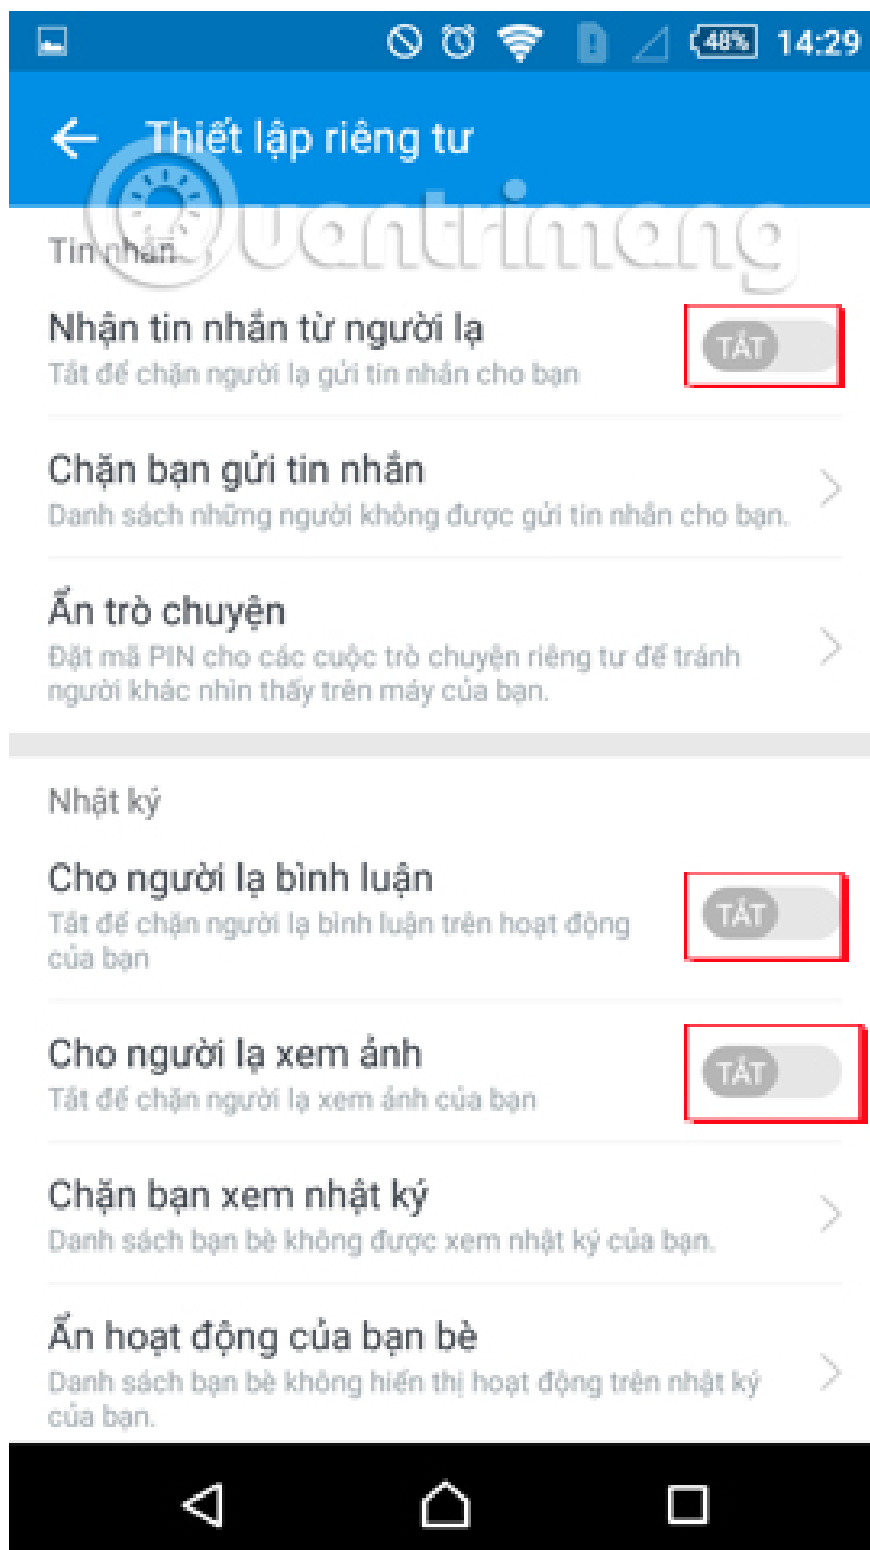 48% 14:29
Thiết lập riêng tư
Quantrimang
Tin nhắn
Nhận tin nhắn từ người lạ
TẮT
Tắt để chặn người lạ gửi tin nhắn cho bạn
Chặn bạn gửi tin nhắn
Danh sách những người không được gửi tin nhắn cho bạn.
Ẩn trò chuyện
Đặt mã PIN cho các cuộc trò chuyện riêng tư để tránh
người khác nhìn thấy trên máy của bạn.
Nhật ký
Cho người lạ bình luận
TẮT
Tắt để chặn người lạ bình luận trên hoạt động
của bạn
Cho người lạ xem ảnh
TẮT
Tắt để chặn người lạ xem ảnh của bạn
Chặn bạn xem nhật ký
Danh sách bạn bè không được xem nhật ký của bạn.
Ẩn hoạt động của bạn bè
Danh sách bạn bè không hiển thị hoạt động trên nhật ký
của bạn.